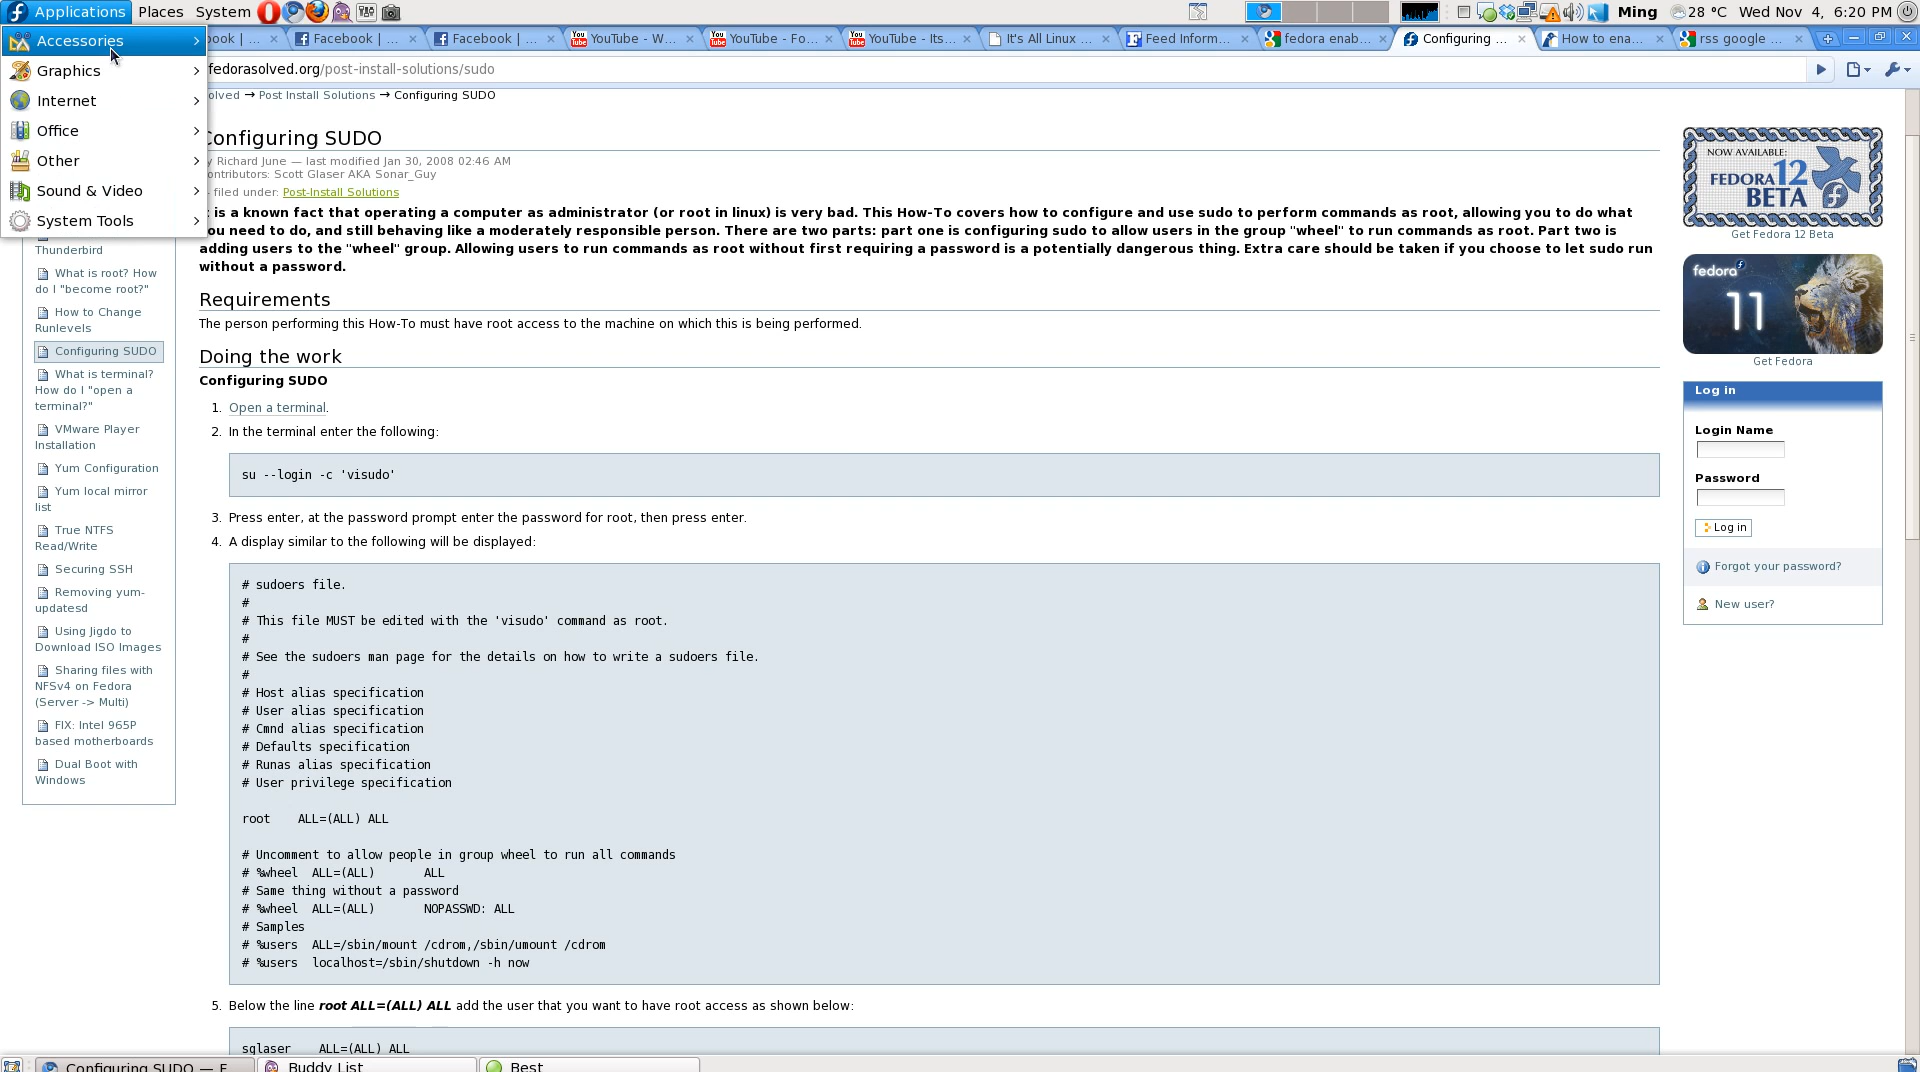 Applications Places System Ming 28 °C Wed Nov 4, 6:20 PM
Accessories
Graphics
Internet
Office
Other
Sound & Video
System Tools
book | ... Facebook | ... Facebook | ... YouTube - W... YouTube - Fo... YouTube - Its... It's All Linux ... Feed Inform... fedora enab... Configuring ... How to ena... rss google ...
fedorasolved.org/post-install-solutions/sudo
olved → Post Install Solutions → Configuring SUDO
Configuring SUDO
y Richard June — last modified Jan 30, 2008 02:46 AM
ontributors: Scott Glaser AKA Sonar_Guy
filed under: Post-Install Solutions
is a known fact that operating a computer as administrator (or root in linux) is very bad. This How-To covers how to configure and use sudo to perform commands as root, allowing you to do what
ou need to do, and still behaving like a moderately responsible person. There are two parts: part one is configuring sudo to allow users in the group "wheel" to run commands as root. Part two is
adding users to the "wheel" group. Allowing users to run commands as root without first requiring a password is a potentially dangerous thing. Extra care should be taken if you choose to let sudo run
without a password.
Requirements
The person performing this How-To must have root access to the machine on which this is being performed.
Doing the work
Configuring SUDO
1. Open a terminal.
2. In the terminal enter the following:
su --login -c 'visudo'
3. Press enter, at the password prompt enter the password for root, then press enter.
4. A display similar to the following will be displayed:
# sudoers file.
#
# This file MUST be edited with the 'visudo' command as root.
#
# See the sudoers man page for the details on how to write a sudoers file.
#
# Host alias specification
# User alias specification
# Cmnd alias specification
# Defaults specification
# Runas alias specification
# User privilege specification
root ALL=(ALL) ALL
# Uncomment to allow people in group wheel to run all commands
# %wheel ALL=(ALL) ALL
# Same thing without a password
# %wheel ALL=(ALL) NOPASSWD: ALL
# Samples
# %users ALL=/sbin/mount /cdrom,/sbin/umount /cdrom
# %users localhost=/sbin/shutdown -h now
5. Below the line root ALL=(ALL) ALL add the user that you want to have root access as shown below:
sglaser ALL=(ALL) ALL
Thunderbird
What is root? How
do I "become root?"
How to Change
Runlevels
Configuring SUDO
What is terminal?
How do I "open a
terminal?"
VMware Player
Installation
Yum Configuration
Yum local mirror
list
True NTFS
Read/Write
Securing SSH
Removing yum-
updatesd
Using Jigdo to
Download ISO Images
Sharing files with
NFSv4 on Fedora
(Server -> Multi)
FIX: Intel 965P
based motherboards
Dual Boot with
Windows
NOW AVAILABLE:
FEDORA 12
BETA
Get Fedora 12 Beta
fedora
11
Get Fedora
Log in
Login Name
Password
Log in
Forgot your password?
New user?
Configuring SUDO — F Buddy List Best